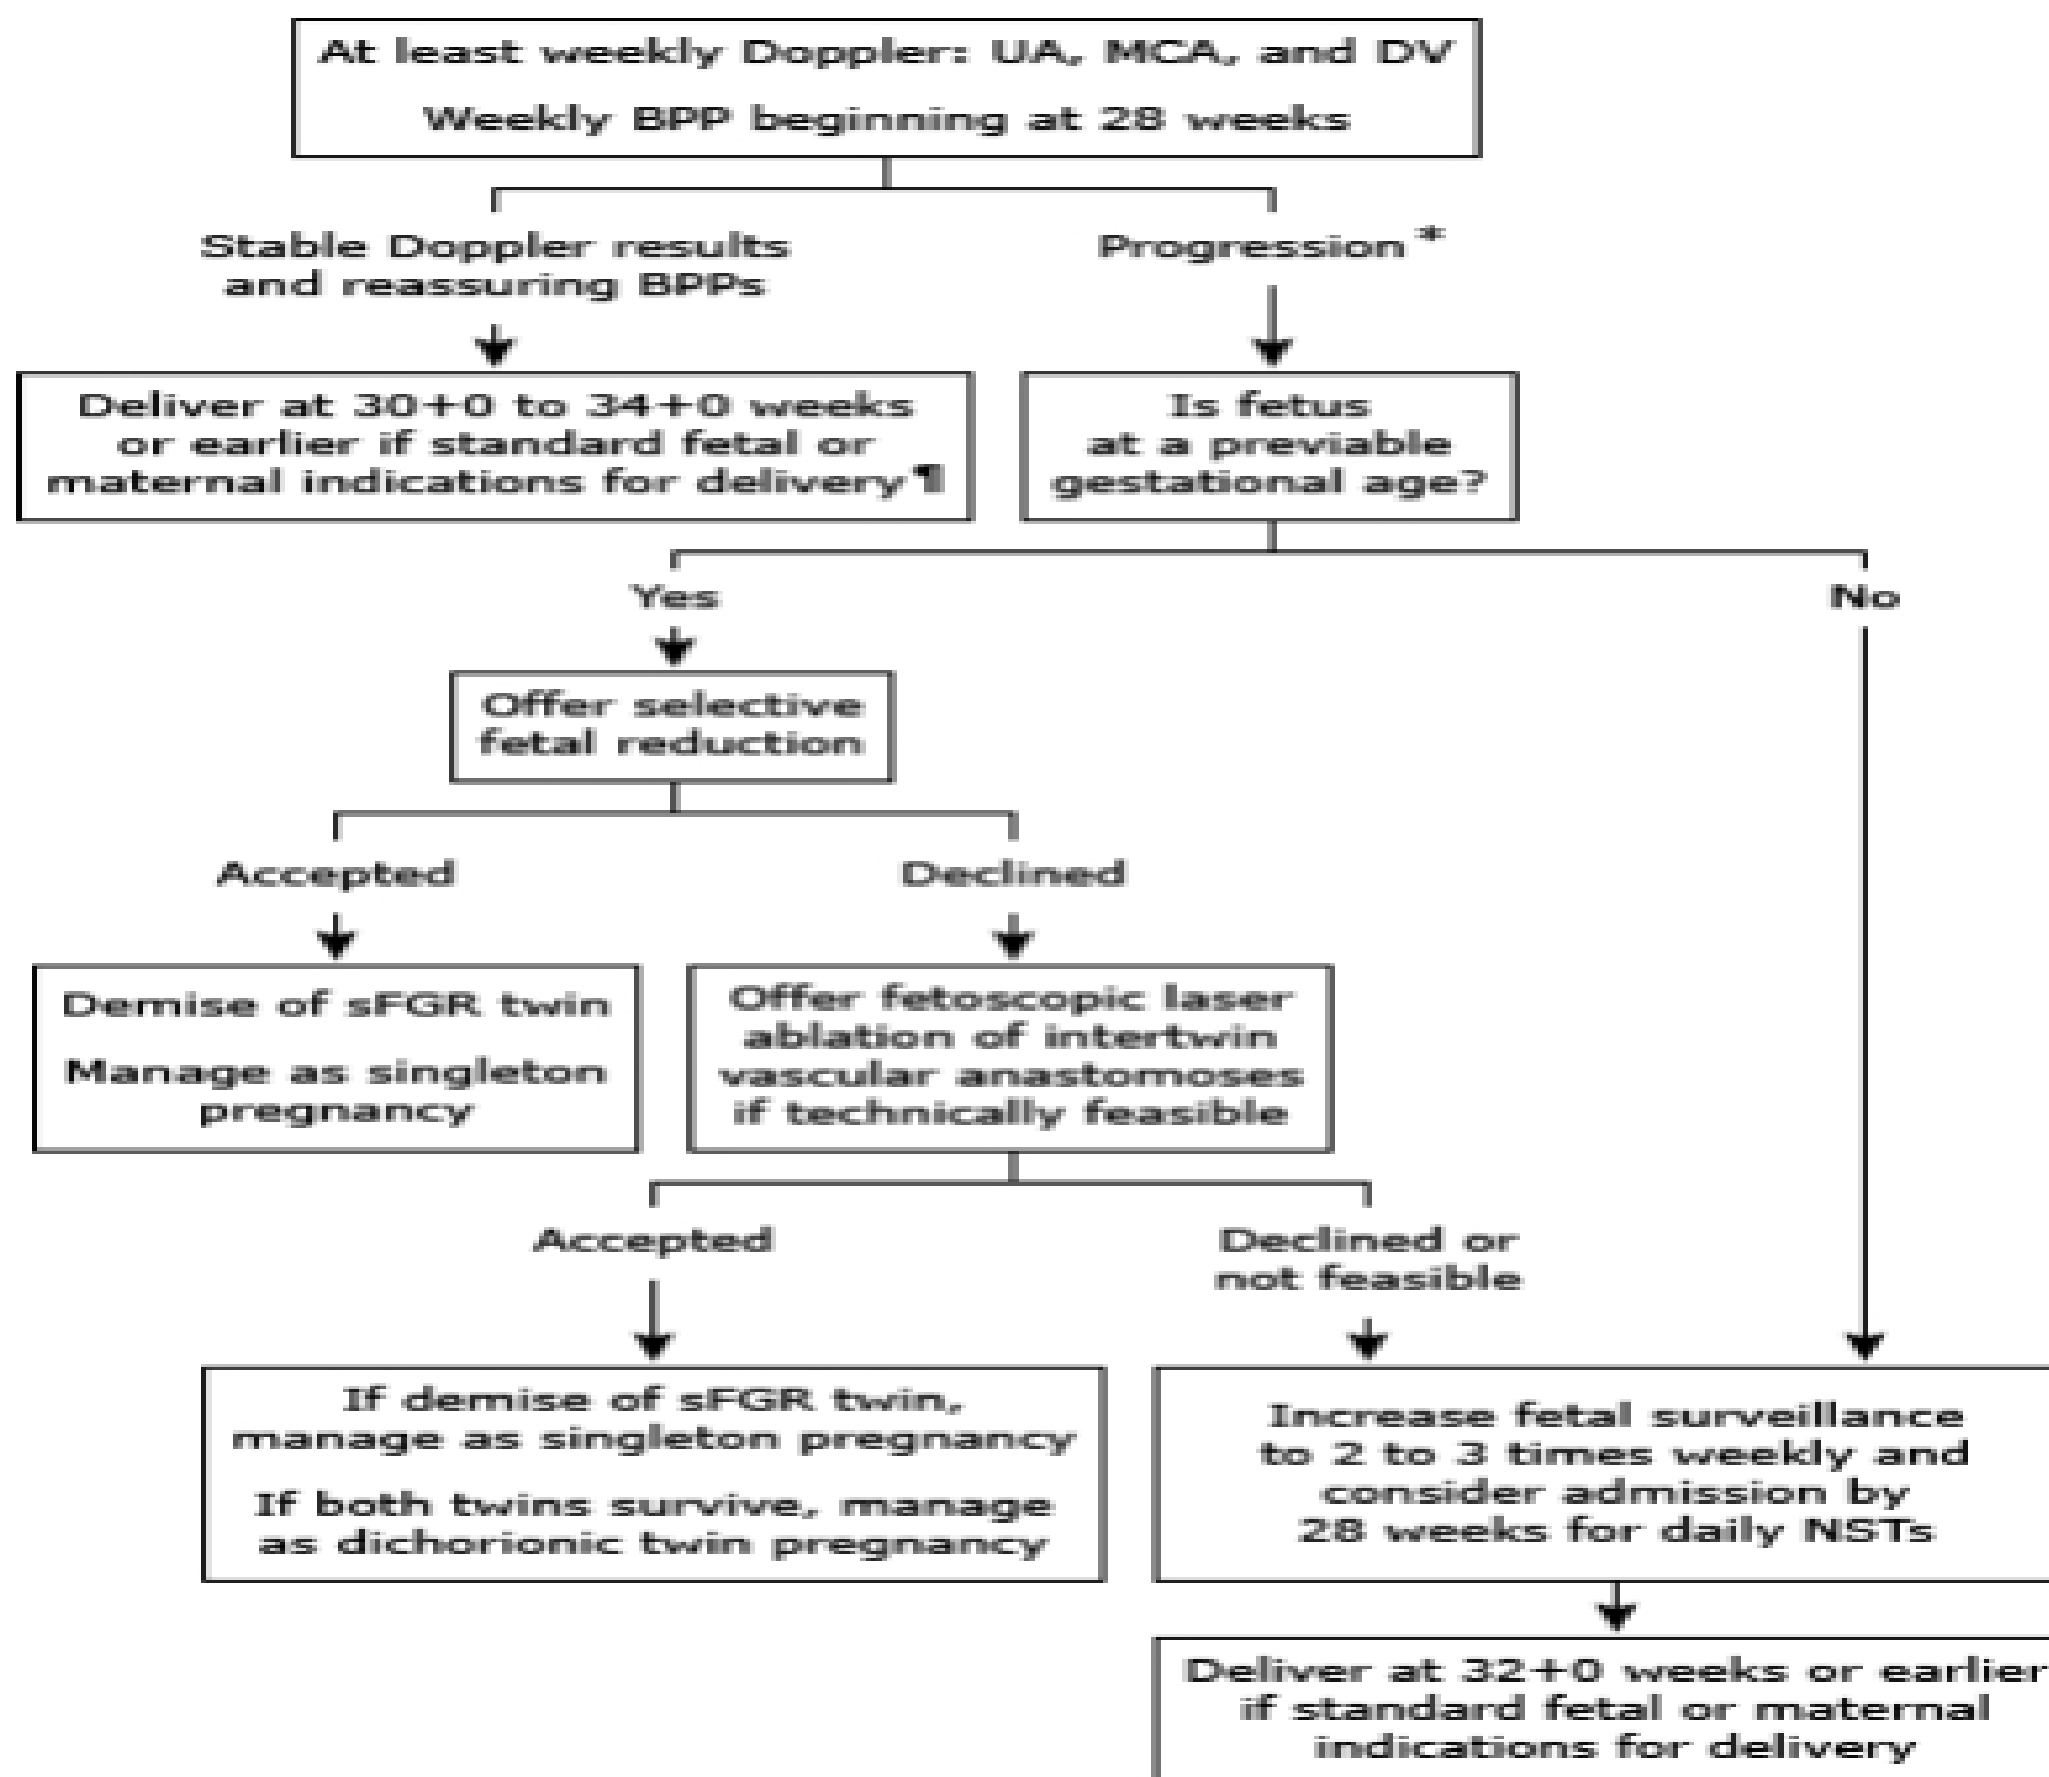 At least weekly Doppler: UA, MCA, and DV
Weekly BPP beginning at 28 weeks
Stable Doppler results
and reassuring BPPs
Progression*
Deliver at 30+0 to 34+0 weeks
or earlier if standard fetal or
maternal indications for delivery¶
Is fetus
at a previable
gestational age?
Yes
No
Offer selective
fetal reduction
Accepted
Declined
Demise of sFGR twin
Manage as singleton
pregnancy
Offer fetoscopic laser
ablation of intertwin
vascular anastomoses
if technically feasible
Accepted
Declined or
not feasible
If demise of sFGR twin,
manage as singleton pregnancy
If both twins survive, manage
as dichorionic twin pregnancy
Increase fetal surveillance
to 2 to 3 times weekly and
consider admission by
28 weeks for daily NSTs
Deliver at 32+0 weeks or earlier
if standard fetal or maternal
indications for delivery